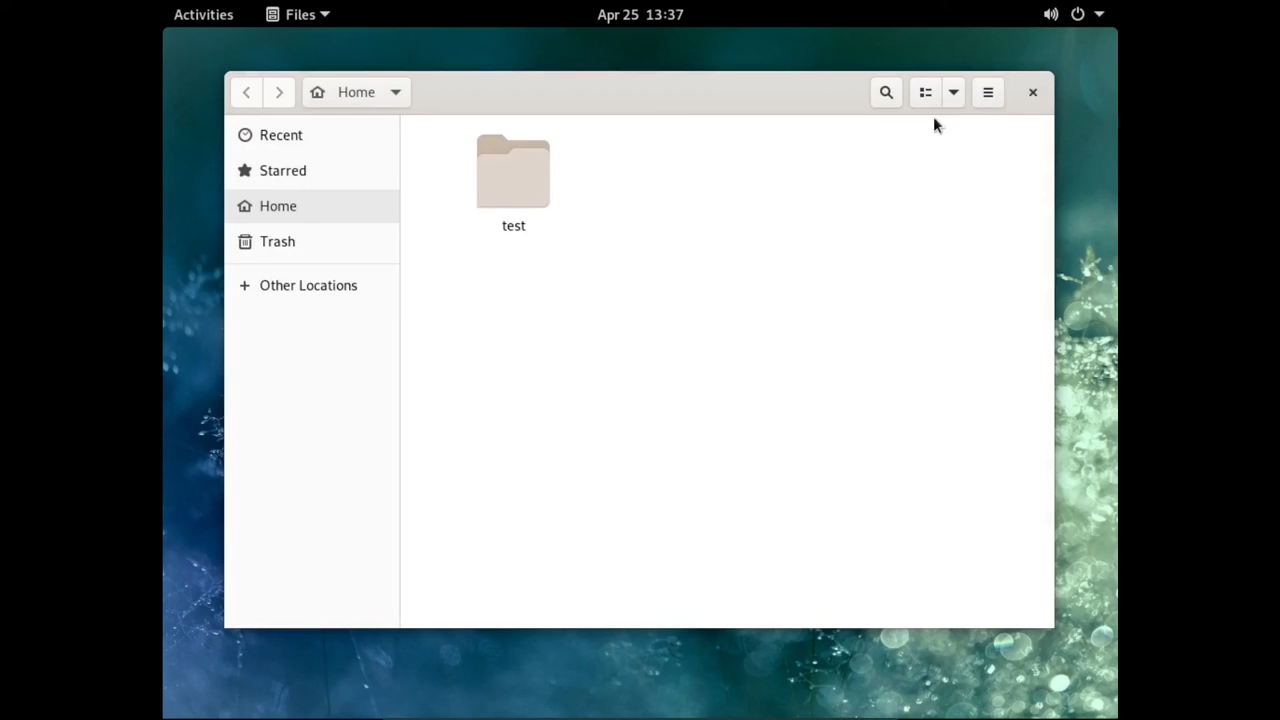 Activities Files Apr 25 13:37
Home
Recent
Starred
Home
Trash
Other Locations
test